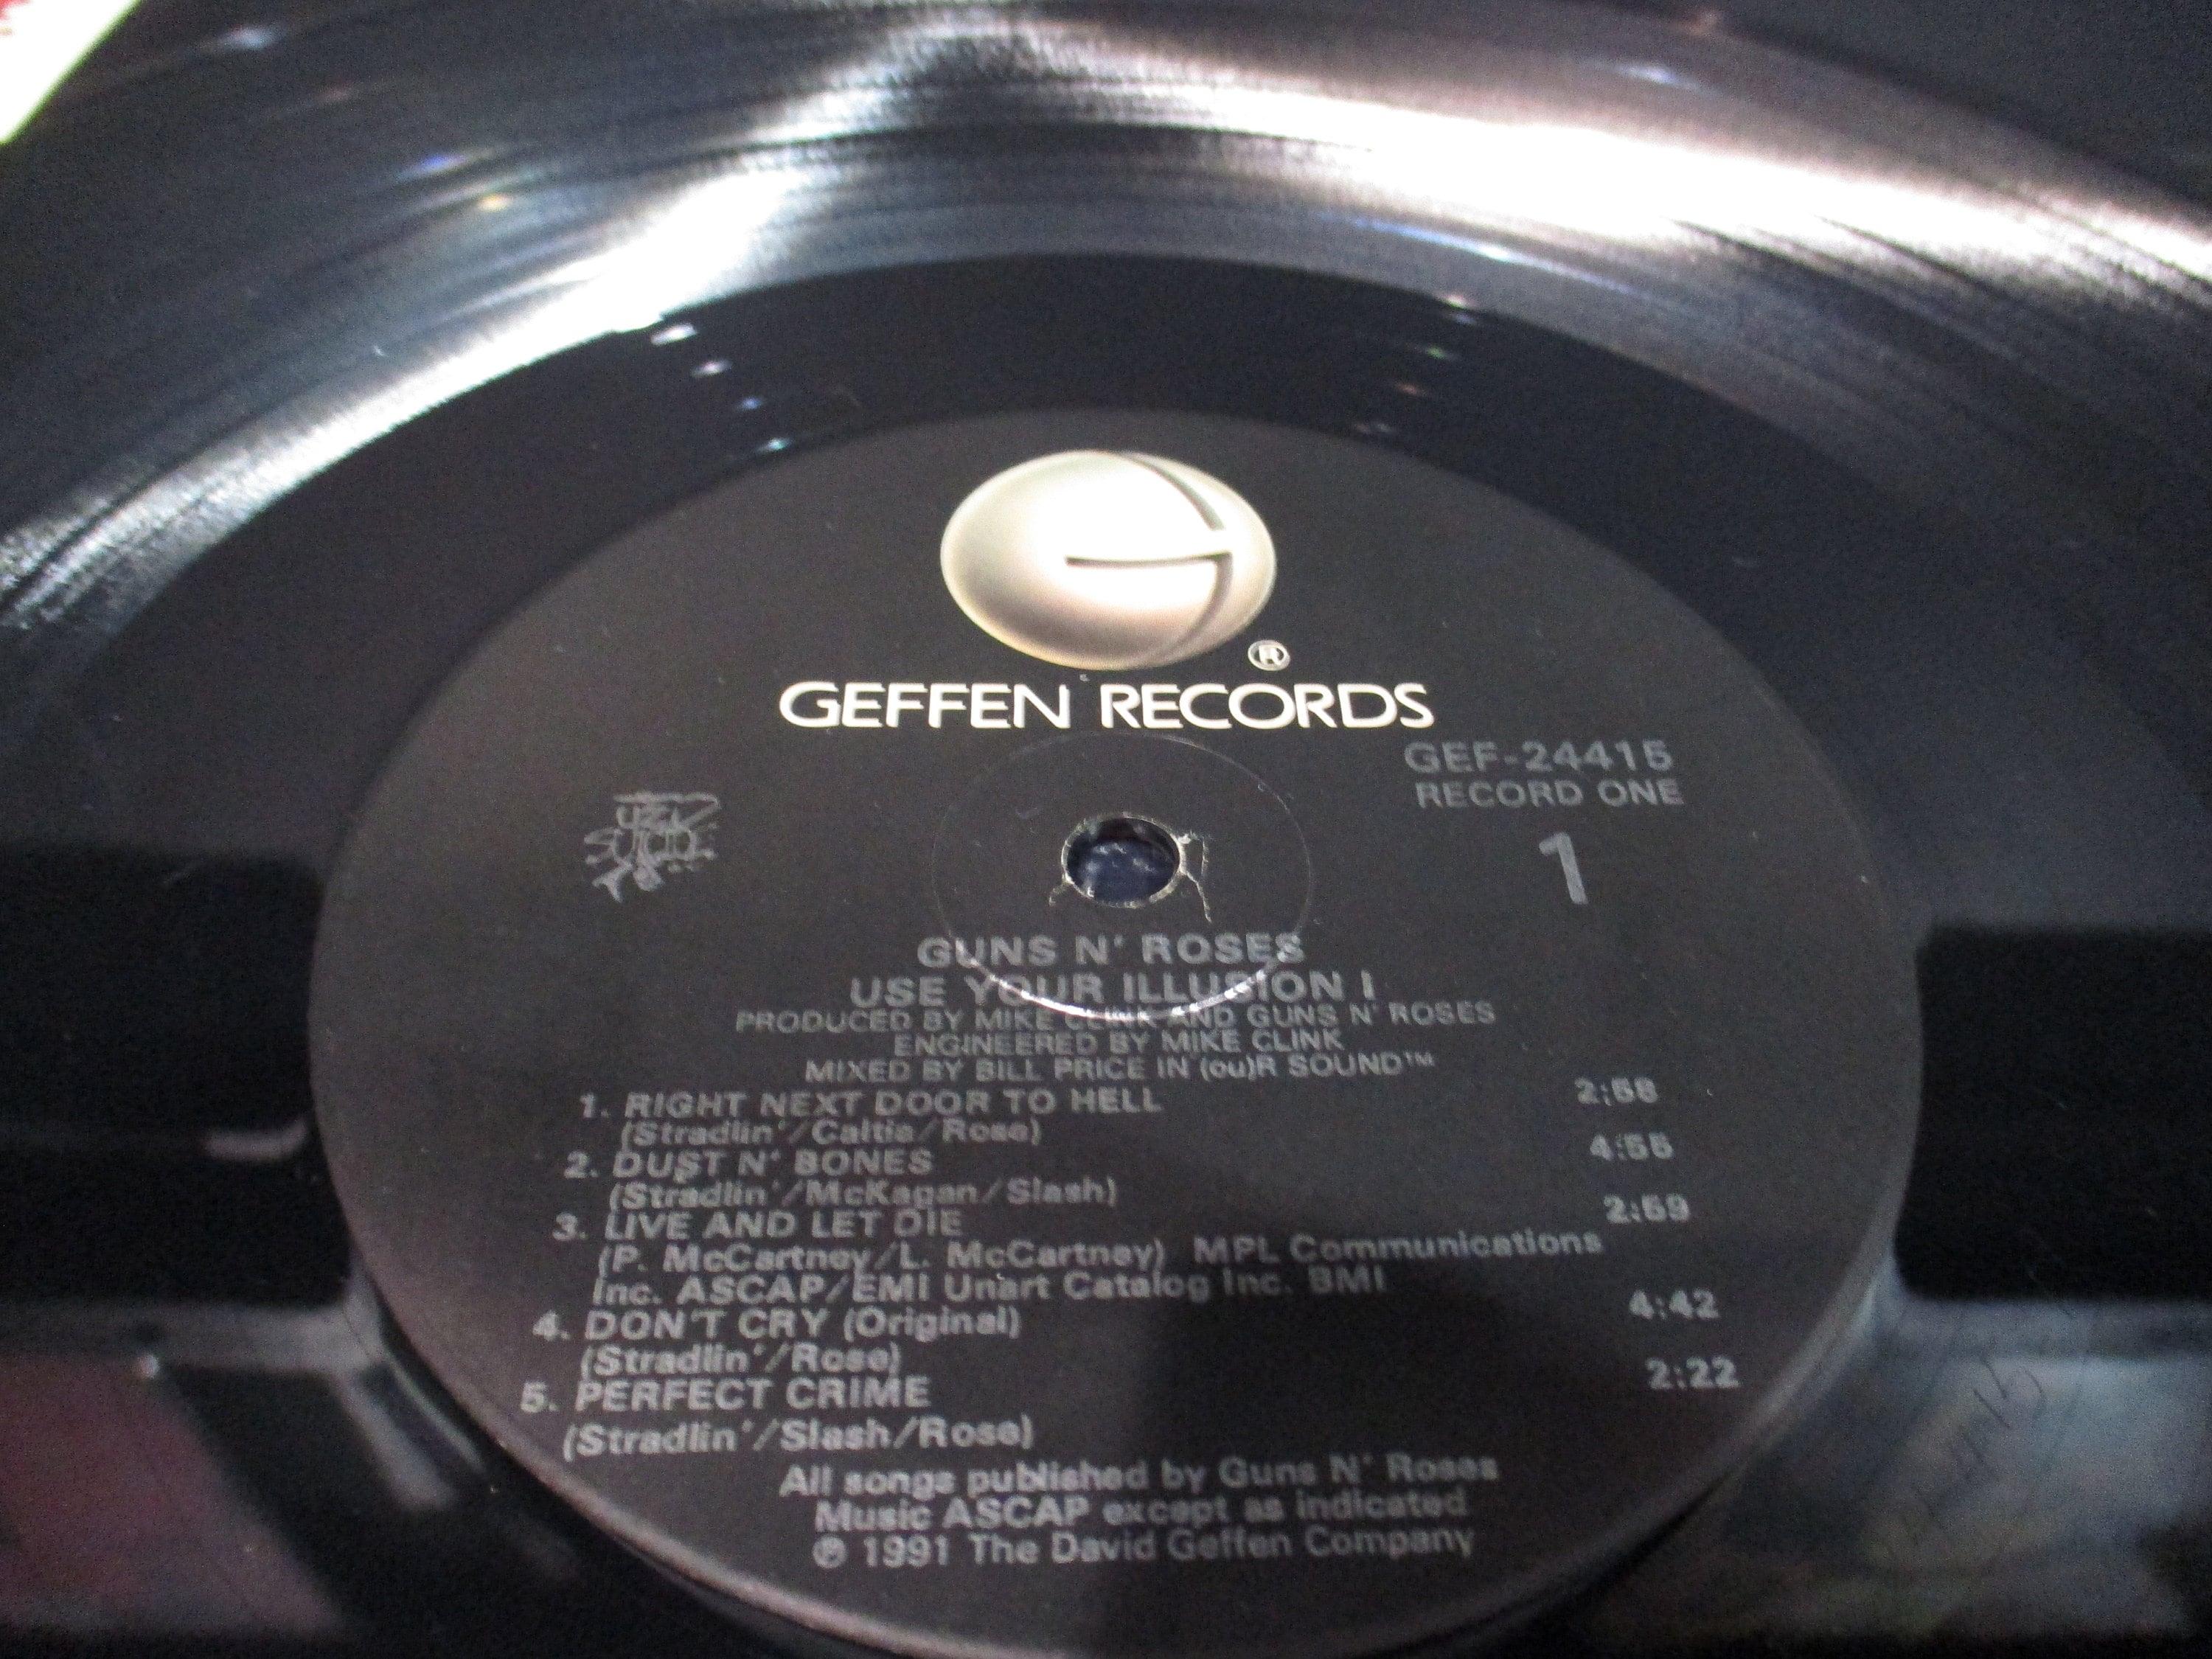 GEFFEN RECORDS
GEF-24415
RECORD ONE
UZI SUICIDE
1
GUNS N' ROSES
USE YOUR ILLUSION I
PRODUCED BY MIKE CLINK AND GUNS N' ROSES
ENGINEERED BY MIKE CLINK
MIXED BY BILL PRICE IN (ou)R SOUND™
1. RIGHT NEXT DOOR TO HELL 2:58
(Stradlin'/Caltia/Rose)
2. DUST N' BONES 4:55
(Stradlin'/McKagan/Slash)
3. LIVE AND LET DIE 2:59
(P. McCartney/L. McCartney) MPL Communications
Inc. ASCAP/EMI Unart Catalog Inc. BMI
4. DON'T CRY (Original) 4:42
(Stradlin'/Rose)
5. PERFECT CRIME 2:22
(Stradlin'/Slash/Rose)
All songs published by Guns N' Roses
Music ASCAP except as indicated
℗ 1991 The David Geffen Company